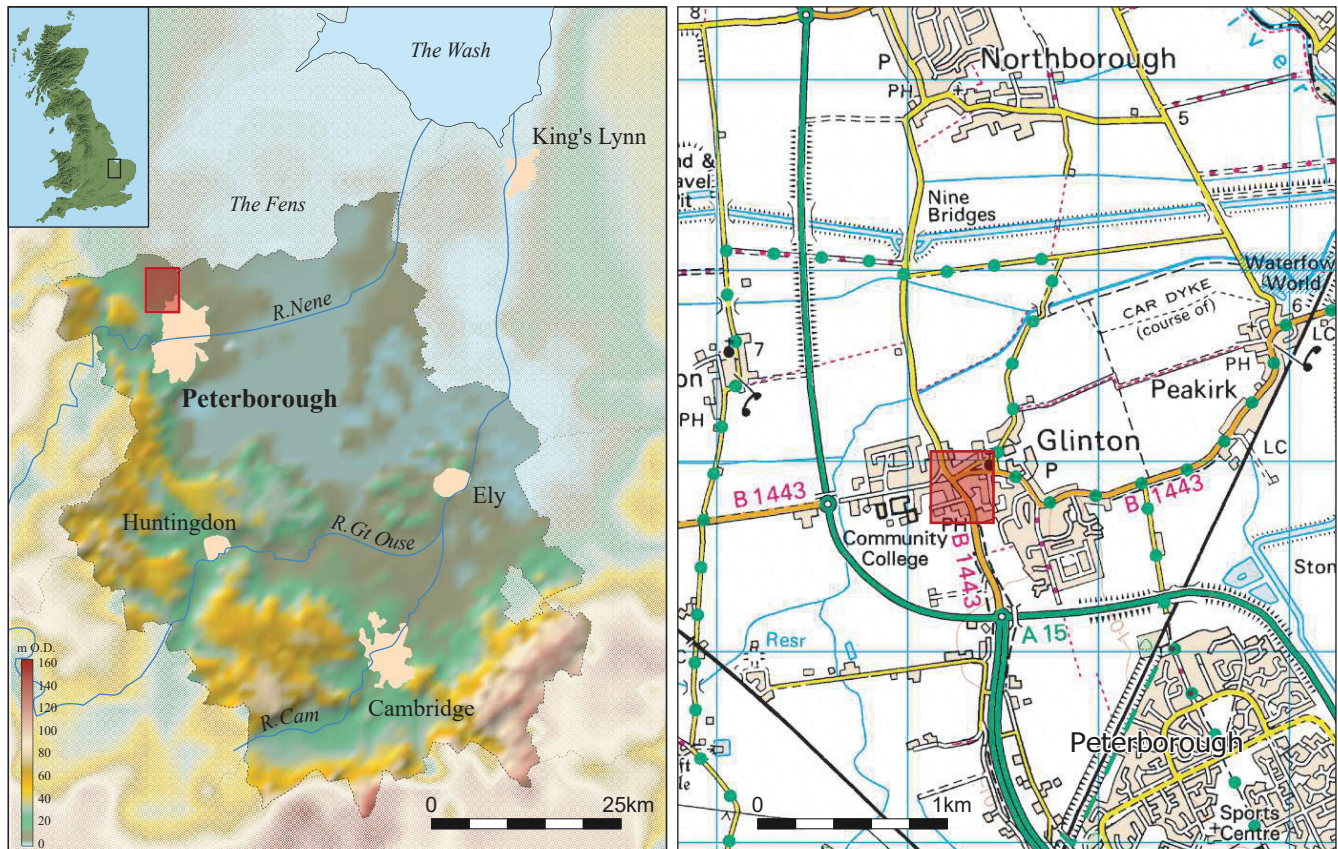 The Wash
King's Lynn
The Fens
R.Nene
Peterborough
Ely
Huntingdon
R.Gt Ouse
m O.D.
160
140
120
100
80
60
40
20
0
Cambridge
R.Cam
0
25km
8
Northborough
P
PH
5
Nine
Bridges
Waterfowl
World
CAR DYKE
(course of)
6
LC
7
PH
Peakirk
PH
Glinton
P
LC
B 1443
B 1443
PH
Community
College
B 1443
A 15
10
Resr
Peterborough
0
1km
Sports
Centre